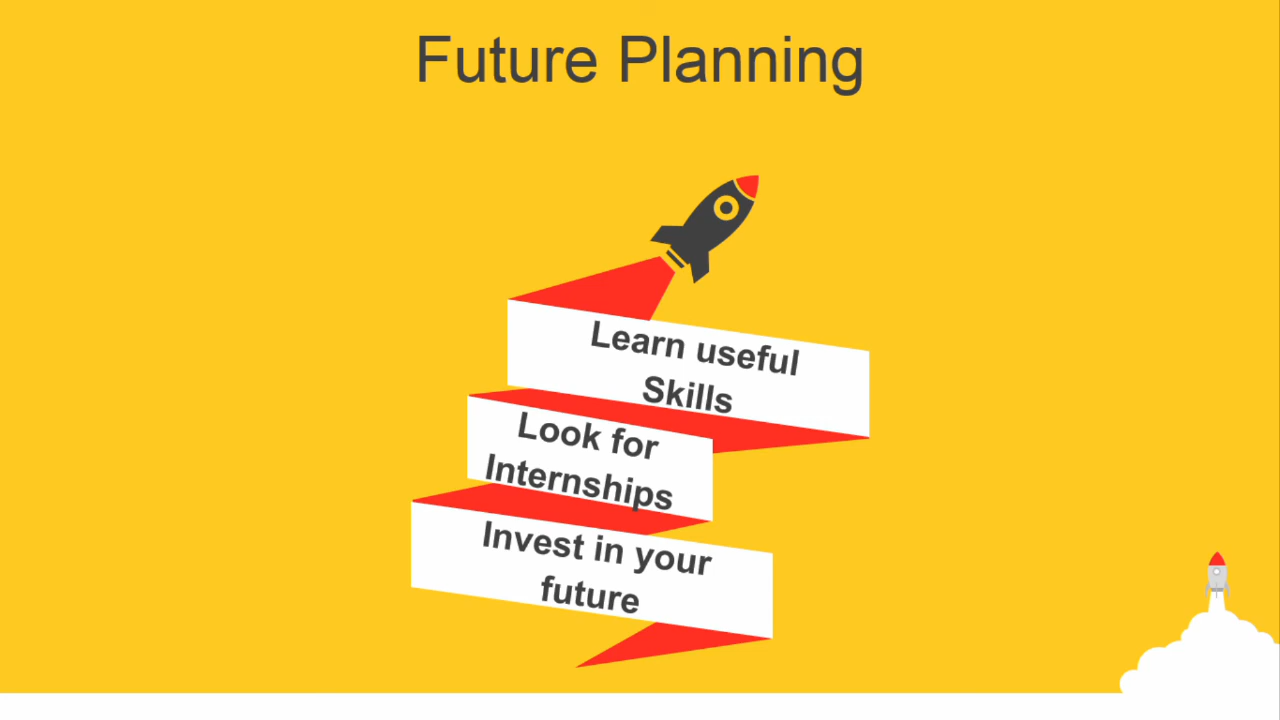 Future Planning
Learn useful
Skills
Look for
Internships
Invest in your
future